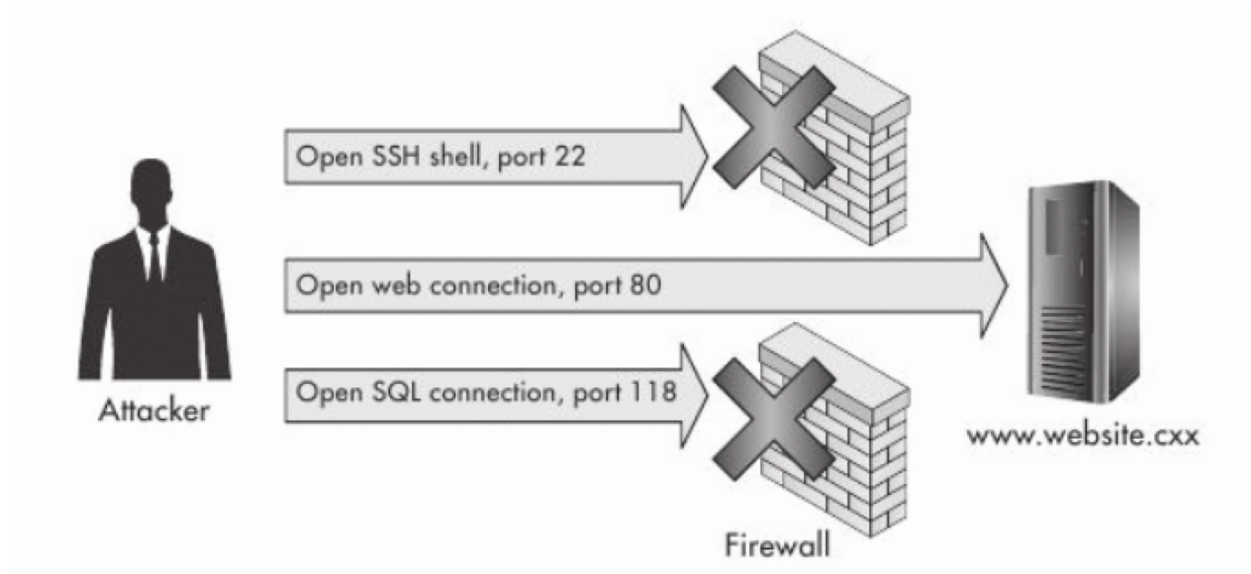 Open SSH shell, port 22
Open web connection, port 80
Open SQL connection, port 118
Attacker
www.website.cxx
Firewall